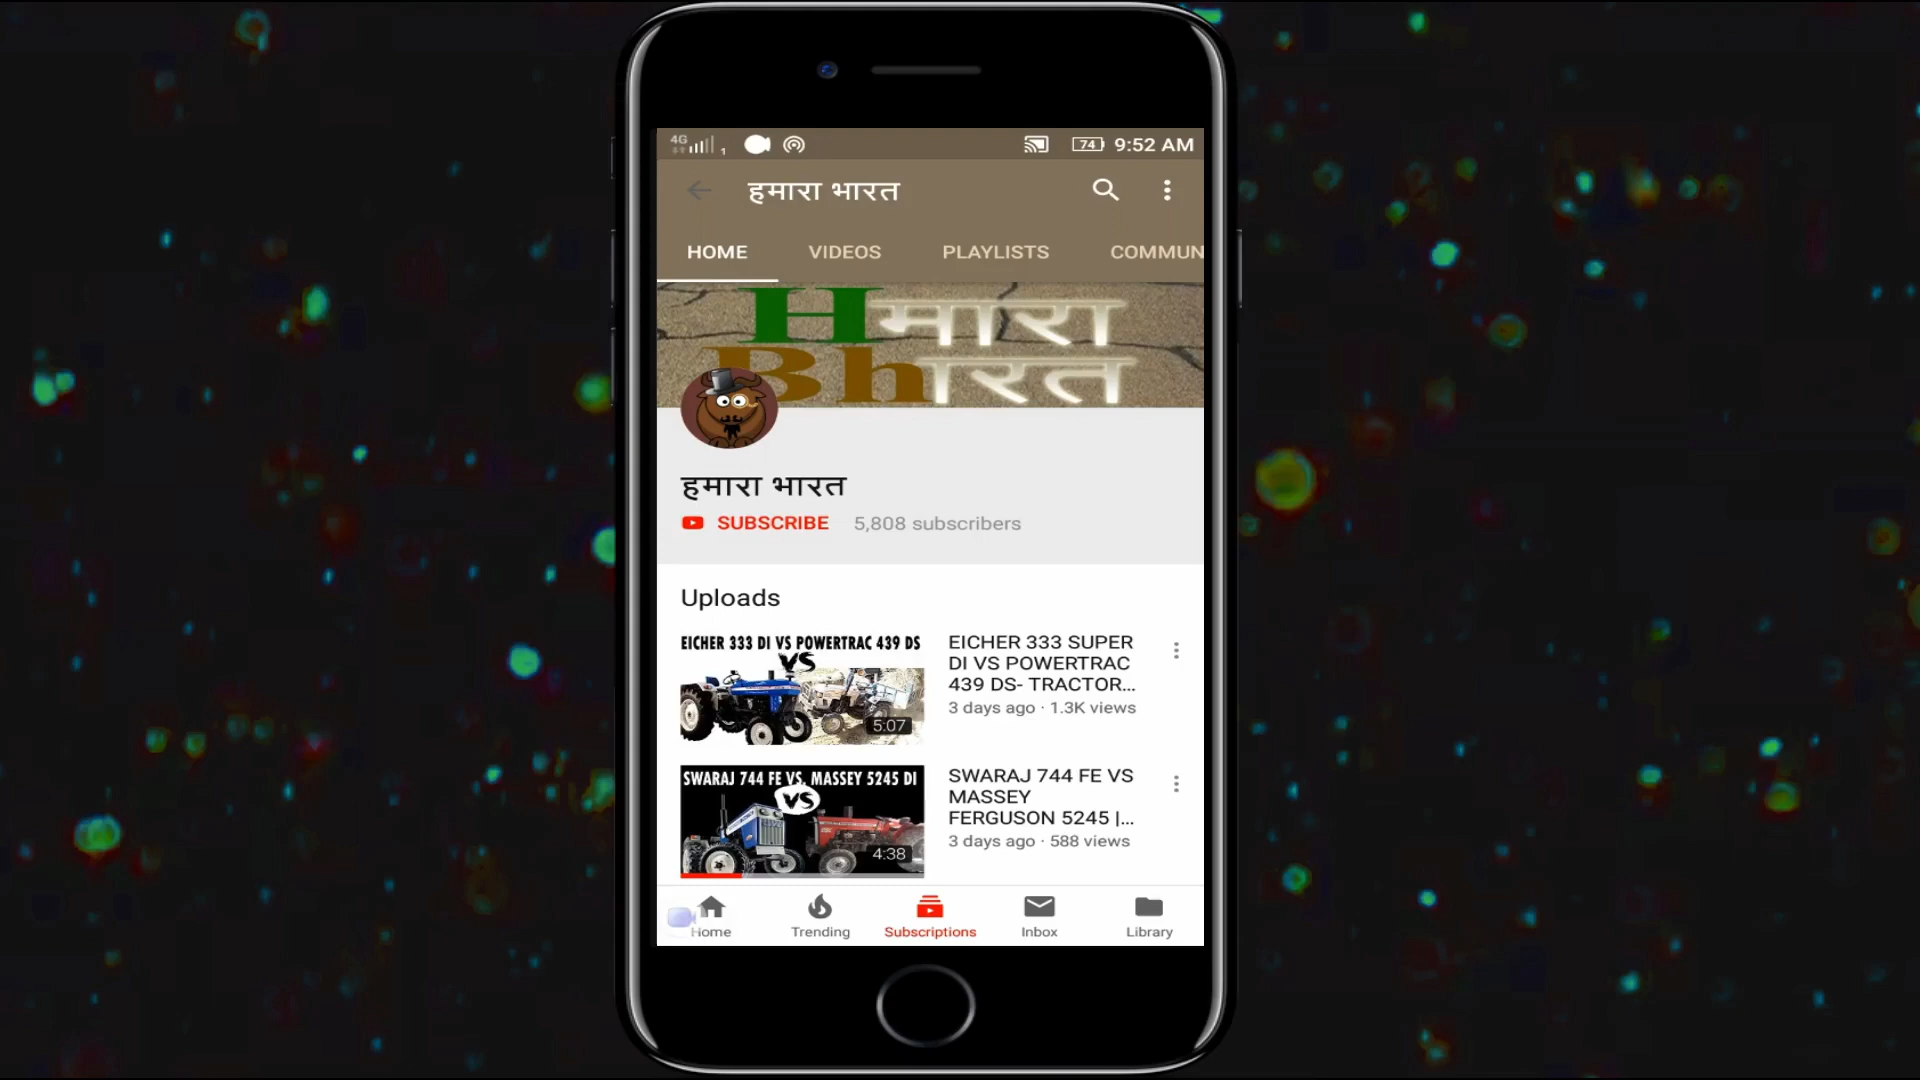 4G 1 74 9:52 AM
हमारा भारत
HOME VIDEOS PLAYLISTS COMMUN
Hमारा
Bhारत
हमारा भारत
SUBSCRIBE 5,808 subscribers
Uploads
EICHER 333 DI VS POWERTRAC 439 DS
VS
5:07
EICHER 333 SUPER
DI VS POWERTRAC
439 DS- TRACTOR...
3 days ago · 1.3K views
SWARAJ 744 FE VS. MASSEY 5245 DI
VS
4:38
SWARAJ 744 FE VS
MASSEY
FERGUSON 5245 |...
3 days ago · 588 views
Home Trending Subscriptions Inbox Library